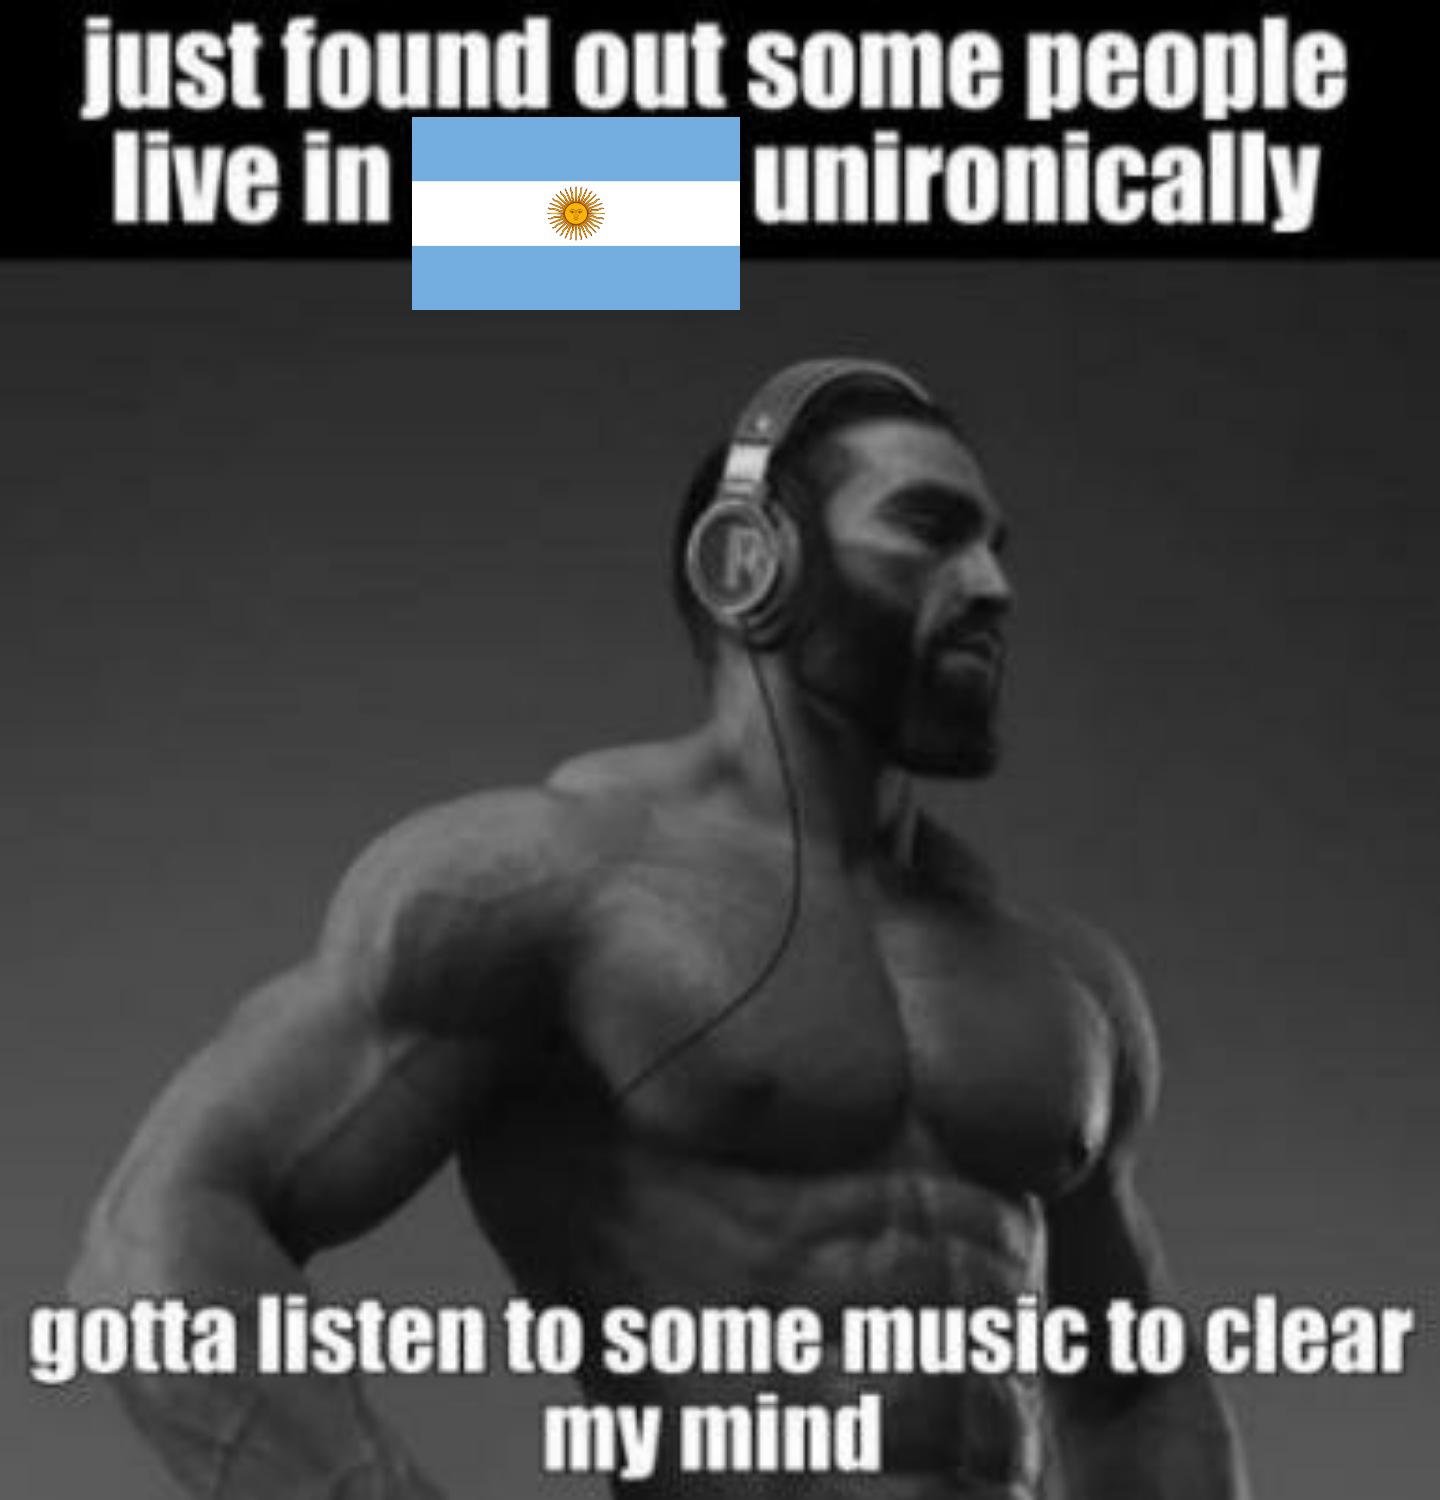 just found out some people
live in unironically
gotta listen to some music to clear
my mind